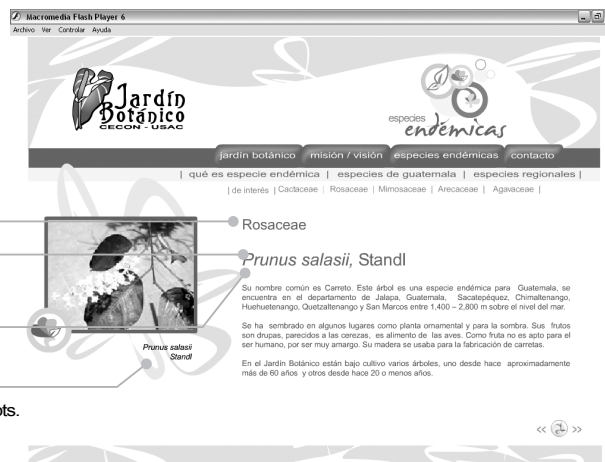 Macromedia Flash Player 6
Archivo Ver Controlar Ayuda
Jardín
Botánico
CECON - USAC
especies
endémicas
jardín botánico misión / visión especies endémicas contacto
| qué es especie endémica | especies de guatemala | especies regionales |
| de interés | Cactaceae | Rosaceae | Mimosaceae | Arecaceae | Agavaceae |
Rosaceae
Prunus salasii, Standl
Su nombre común es Carreto. Este árbol es una especie endémica para Guatemala, se
encuentra en el departamento de Jalapa, Guatemala, Sacatepéquez, Chimaltenango,
Huehuetenango, Quetzaltenango y San Marcos entre 1,400 – 2,800 m sobre el nivel del mar.
Se ha sembrado en algunos lugares como planta ornamental y para la sombra. Sus frutos
son drupas, parecidos a las cerezas, es alimento de las aves. Como fruta no es apto para el
ser humano, por ser muy amargo. Su madera se usaba para la fabricación de carretas.
En el Jardín Botánico están bajo cultivo varios árboles, uno desde hace aproximadamente
más de 60 años y otros desde hace 20 o menos años.
Prunus salasii
Standl
ots.
<< >>